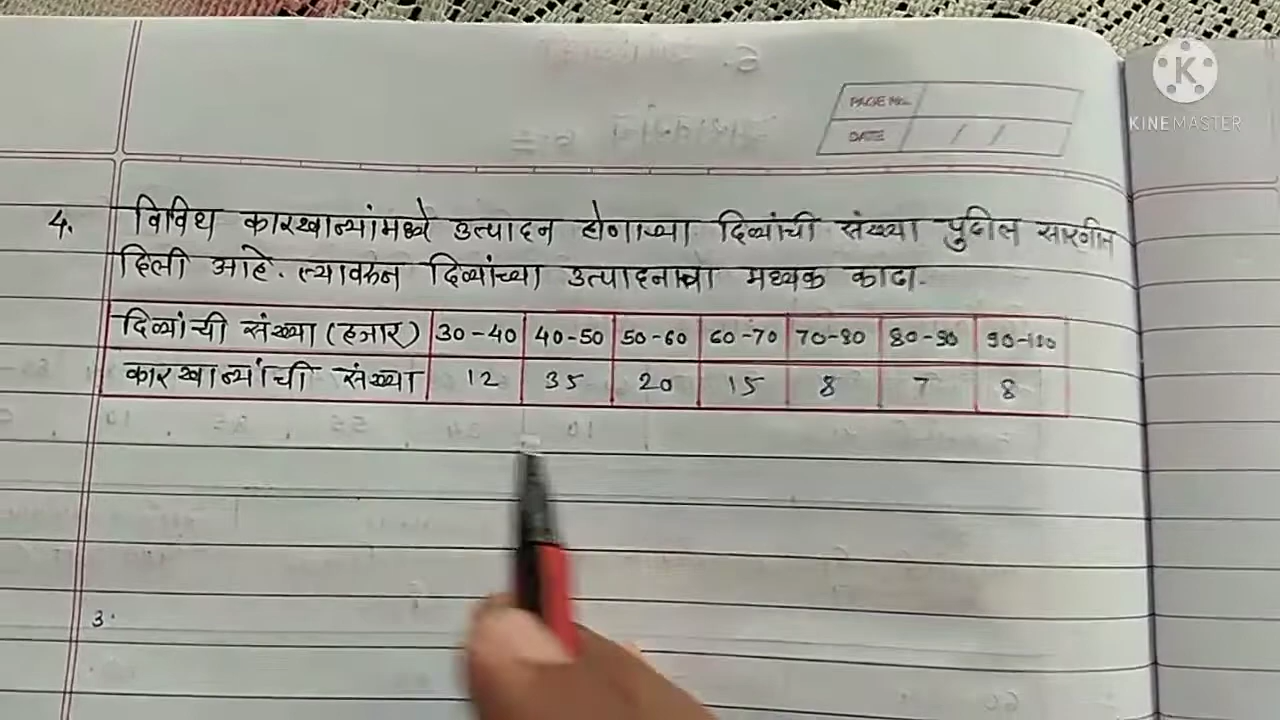 K
KINEMASTER
PAGE No.
DATE / /
4. विविध कारखान्यांमध्ये उत्पादन होणाऱ्या दिव्यांची संख्या पुढील सारणीत
दिली आहे. त्यावरून दिव्यांच्या उत्पादनाचा मध्यक काढा.
दिव्यांची संख्या (हजार) 30-40 40-50 50-60 60-70 70-80 80-90 90-100
कारखान्यांची संख्या 12 35 20 15 8 7 8
3.